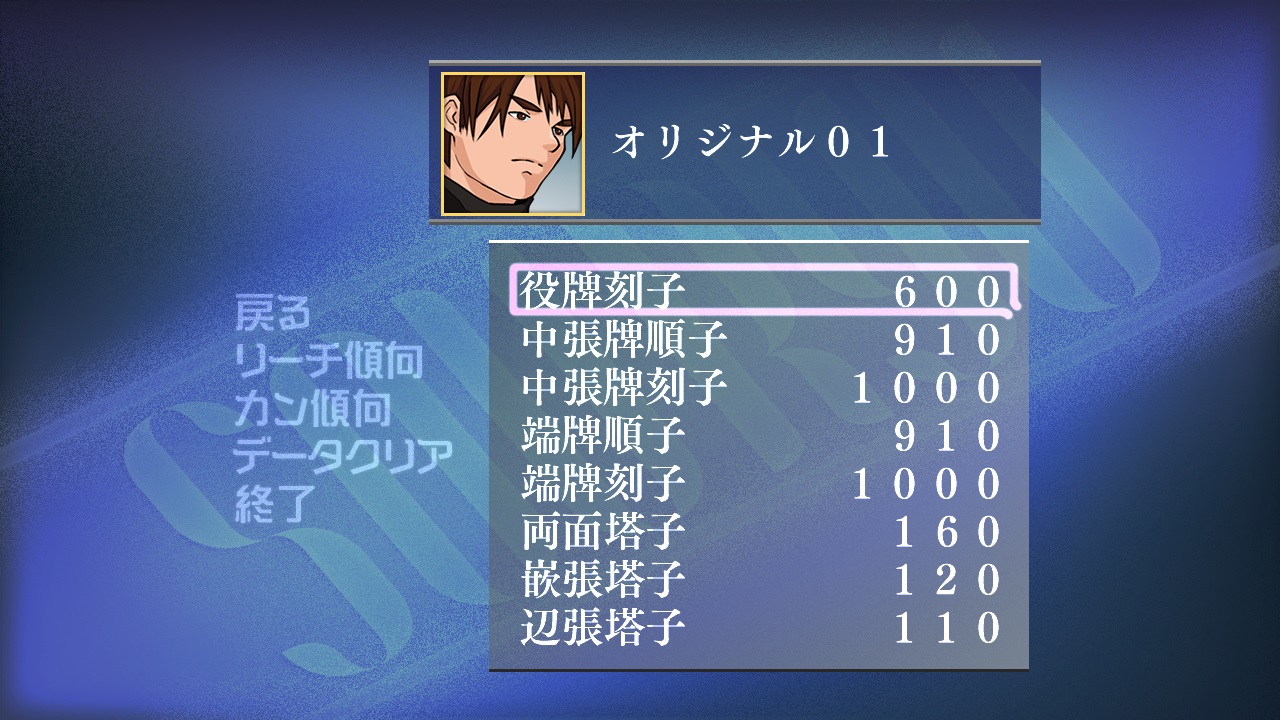 オリジナル０１
役牌刻子 ６００
中張牌順子 ９１０
中張牌刻子 １０００
端牌順子 ９１０
端牌刻子 １０００
両面塔子 １６０
嵌張塔子 １２０
辺張塔子 １１０
戻る
リーチ傾向
カン傾向
データクリア
終了